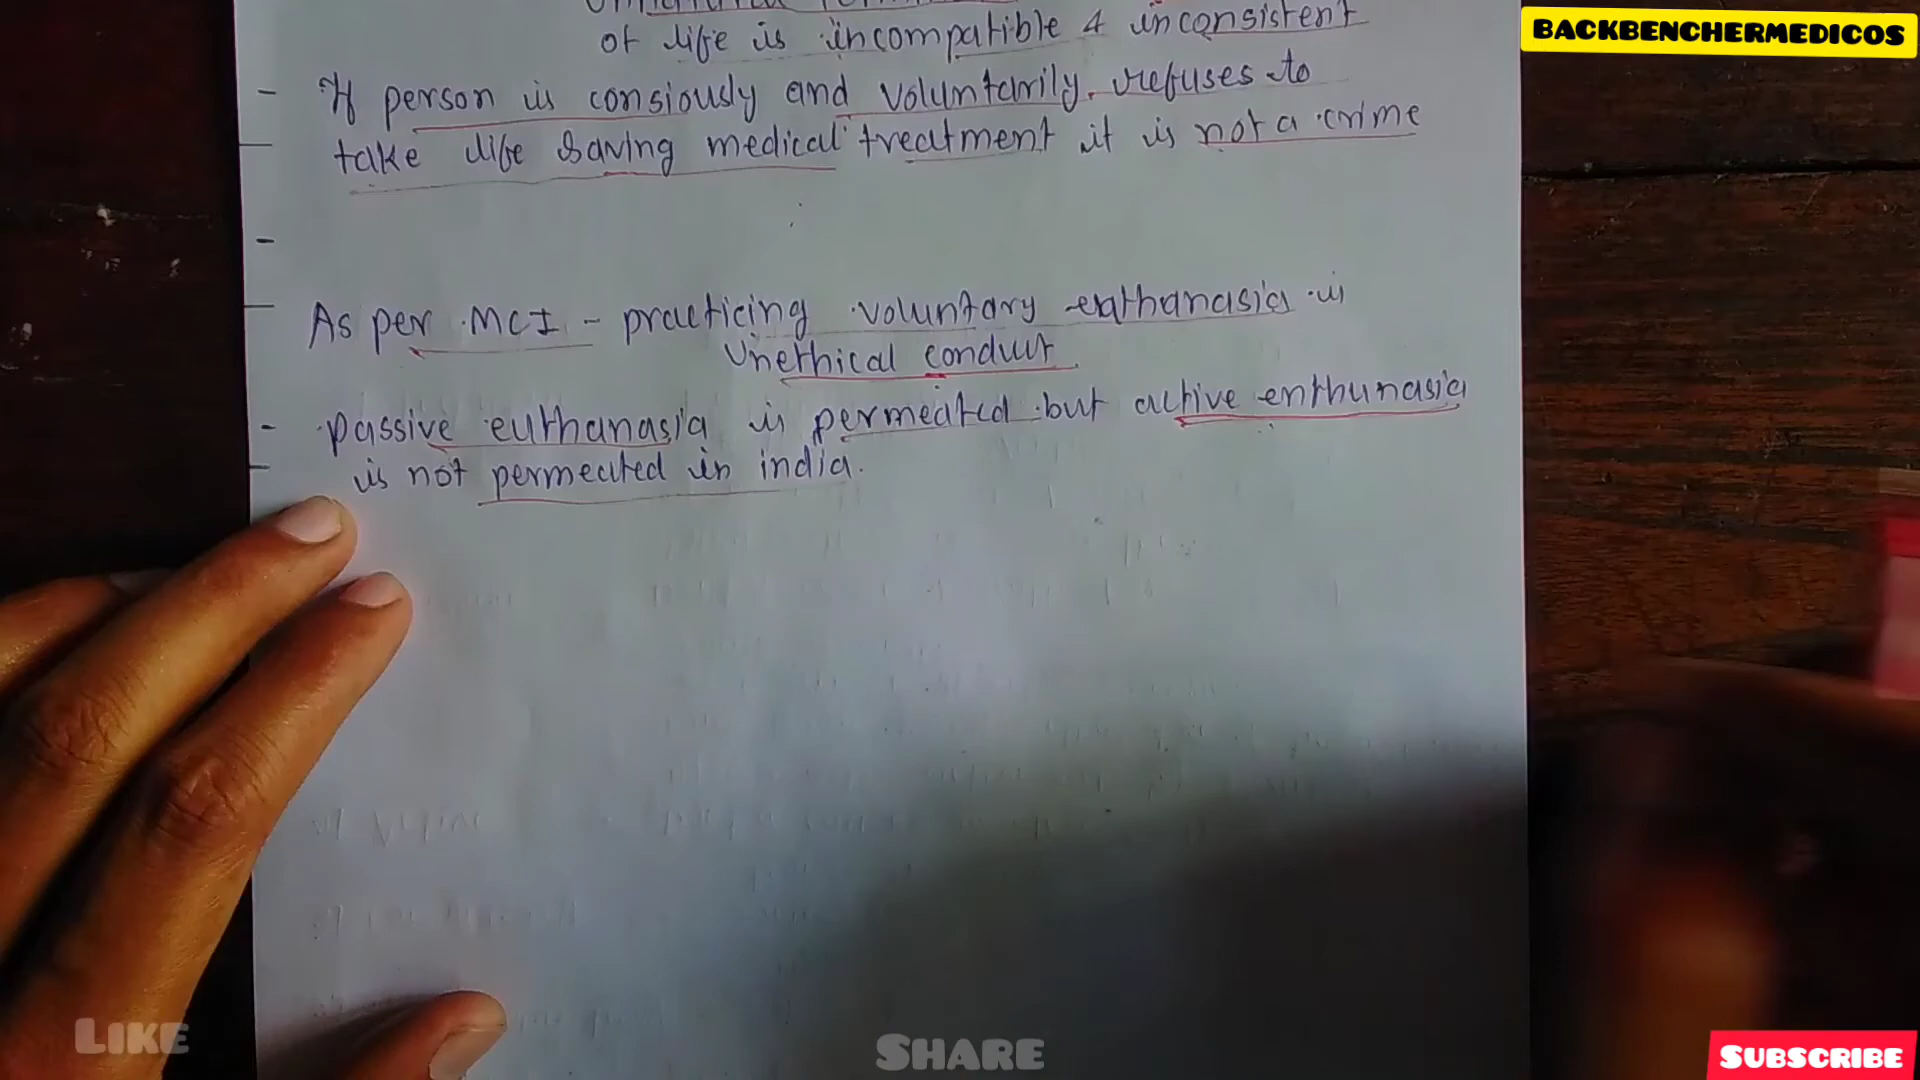 BACKBENCHERMEDICOS
of life is incompatible & inconsistent
- If person is consiously and voluntarily refuses to
take life saving medical treatment it is not a crime
-
As per MCI - practicing voluntary eathanasia is
Unethical conduct
- passive euthanasia is permeated but active enthunasia
is not permeated in india.
LIKE
SHARE
SUBSCRIBE